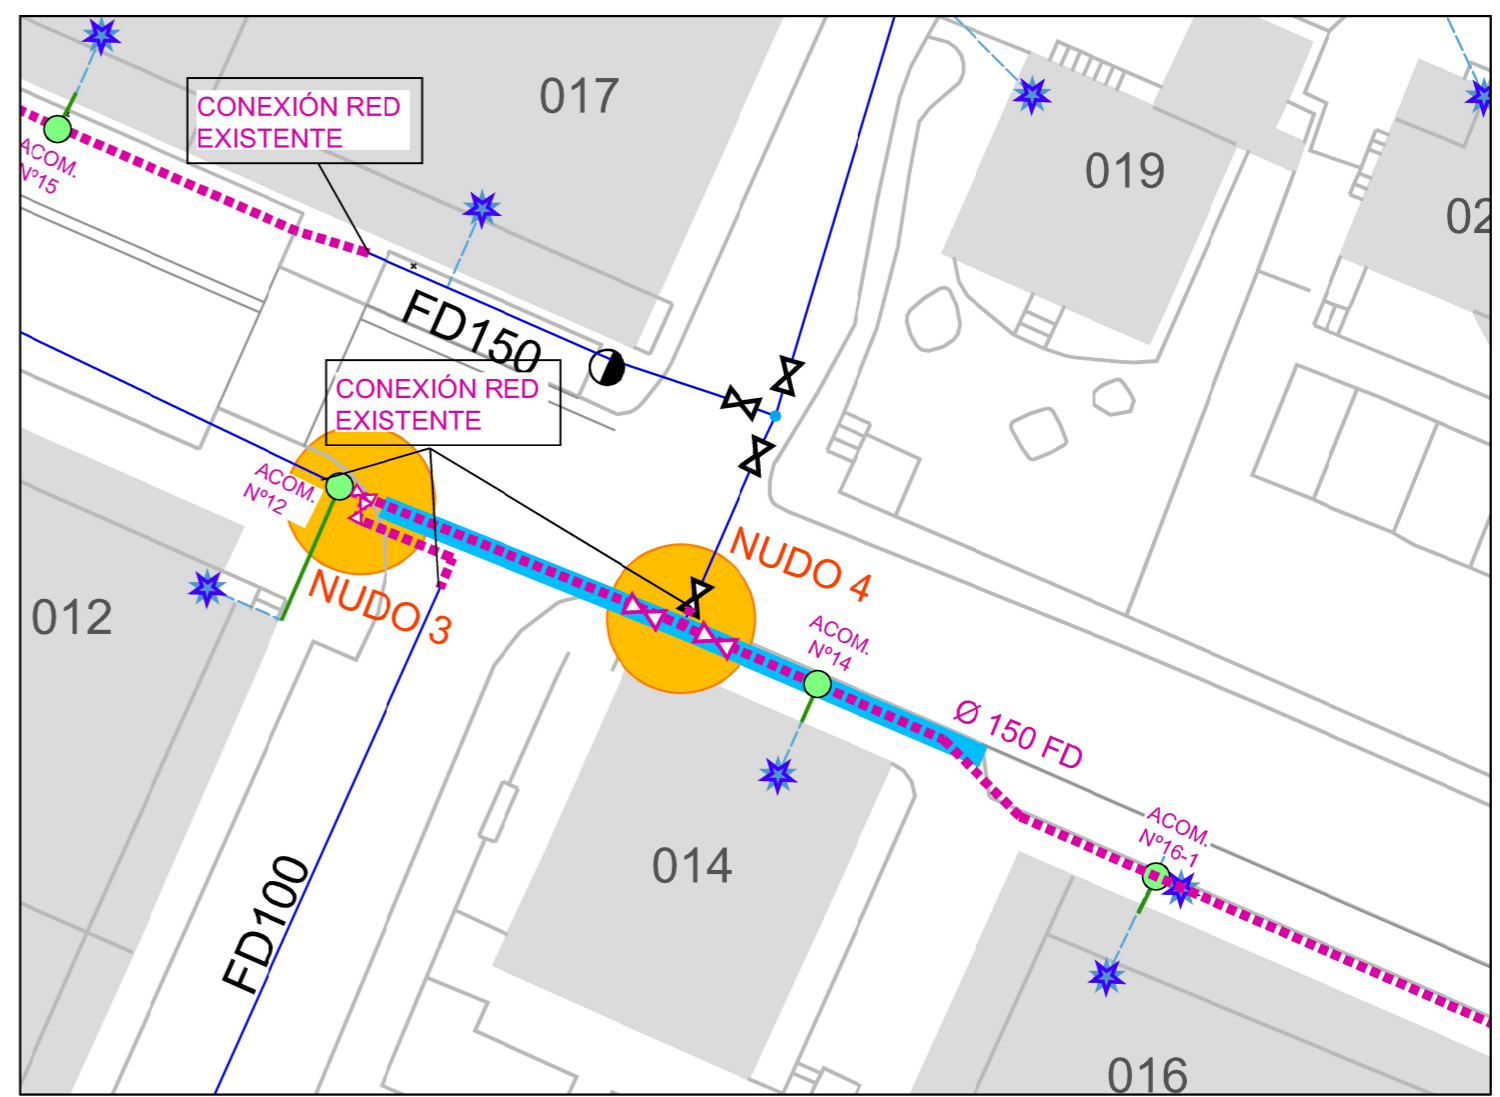 017
CONEXIÓN RED
EXISTENTE
ACOM.
Nº15
019
02
FD150
CONEXIÓN RED
EXISTENTE
ACOM.
Nº12
NUDO 4
NUDO 3
012
ACOM.
Nº14
Ø 150 FD
ACOM.
Nº16-1
014
FD100
016